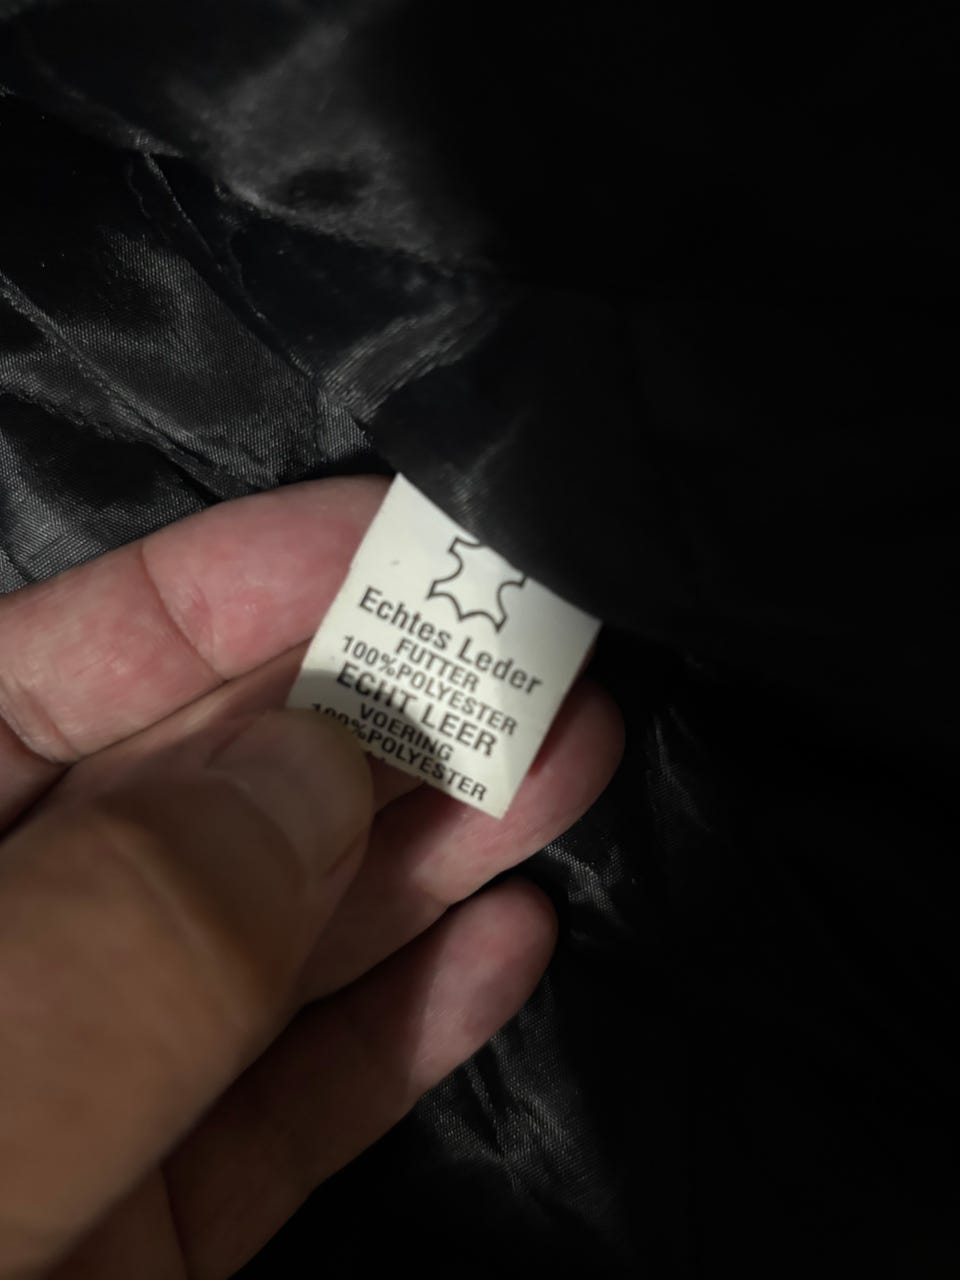 Echtes Leder
FUTTER
100%POLYESTER
ECHT LEER
VOERING
100%POLYESTER